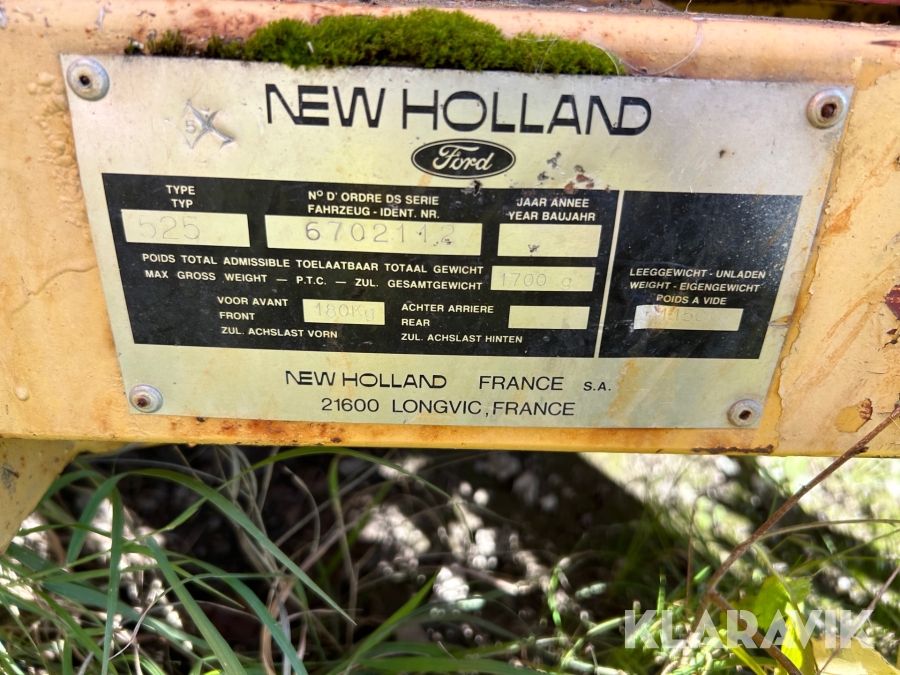 NEW HOLLAND
Ford
TYPE
TYP
525
Nº D' ORDRE DS SERIE
FAHRZEUG - IDENT. NR.
6702112
JAAR ANNEE
YEAR BAUJAHR
POIDS TOTAL ADMISSIBLE TOELAATBAAR TOTAAL GEWICHT
MAX GROSS WEIGHT — P.T.C. — ZUL. GESAMTGEWICHT
1700
VOOR AVANT
FRONT
ZUL. ACHSLAST VORN
180Kg
ACHTER ARRIERE
REAR
ZUL. ACHSLAST HINTEN
LEEGGEWICHT - UNLADEN
WEIGHT - EIGENGEWICHT
POIDS A VIDE
NEW HOLLAND FRANCE S.A.
21600 LONGVIC, FRANCE
KLARAVIK